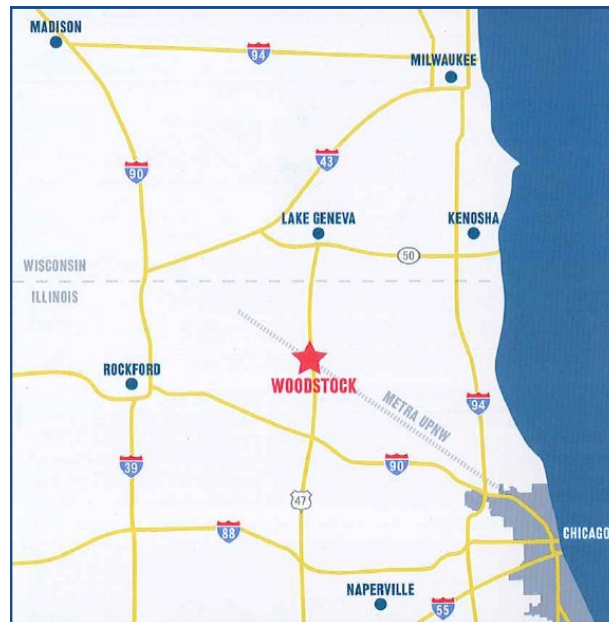 MADISON
94
MILWAUKEE
90
43
LAKE GENEVA
KENOSHA
50
WISCONSIN
ILLINOIS
ROCKFORD
WOODSTOCK
METRA UPNW
94
39
90
47
88
CHICAGO
NAPERVILLE
55